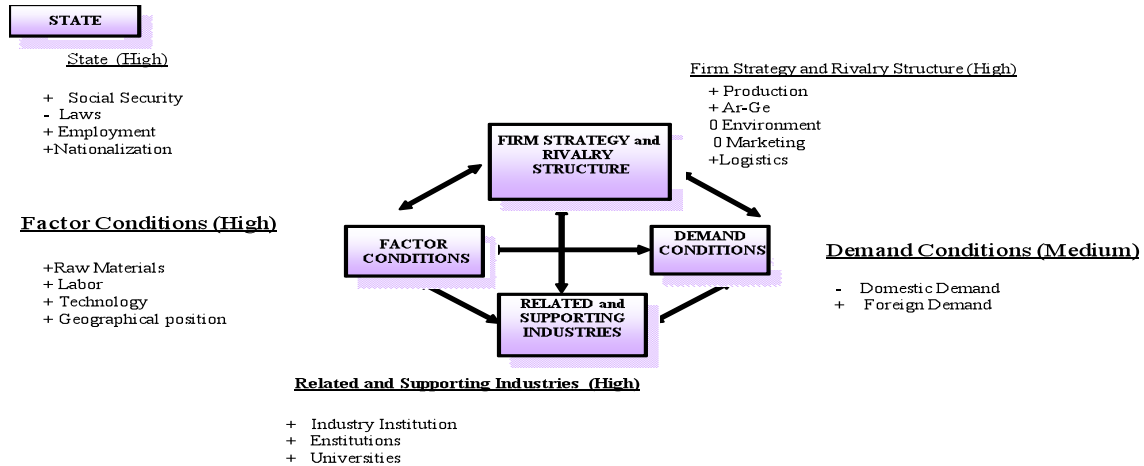 STATE
State (High)
+ Social Security
- Laws
+ Employment
+Nationalization
Firm Strategy and Rivalry Structure (High)
+ Production
+ Ar-Ge
0 Environment
0 Marketing
+Logistics
FIRM STRATEGY and
RIVALRY
STRUCTURE
Factor Conditions (High)
+Raw Materials
+ Labor
+ Technology
+ Geographical position
FACTOR
CONDITIONS
DEMAND
CONDITIONS
Demand Conditions (Medium)
- Domestic Demand
+ Foreign Demand
RELATED and
SUPPORTING
INDUSTRIES
Related and Supporting Industries (High)
+ Industry Institution
+ Enstitutions
+ Universities